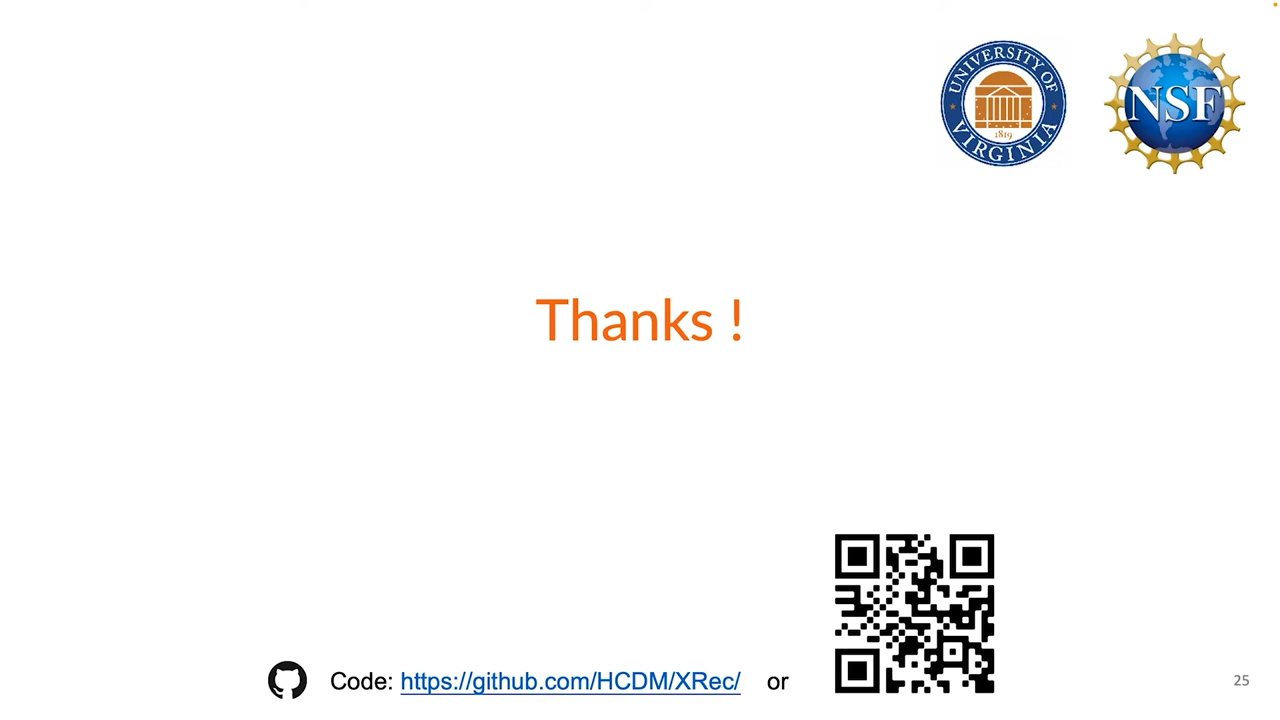 UNIVERSITY OF
VIRGINIA
1819
NSF
Thanks !
Code: https://github.com/HCDM/XRec/ or
25